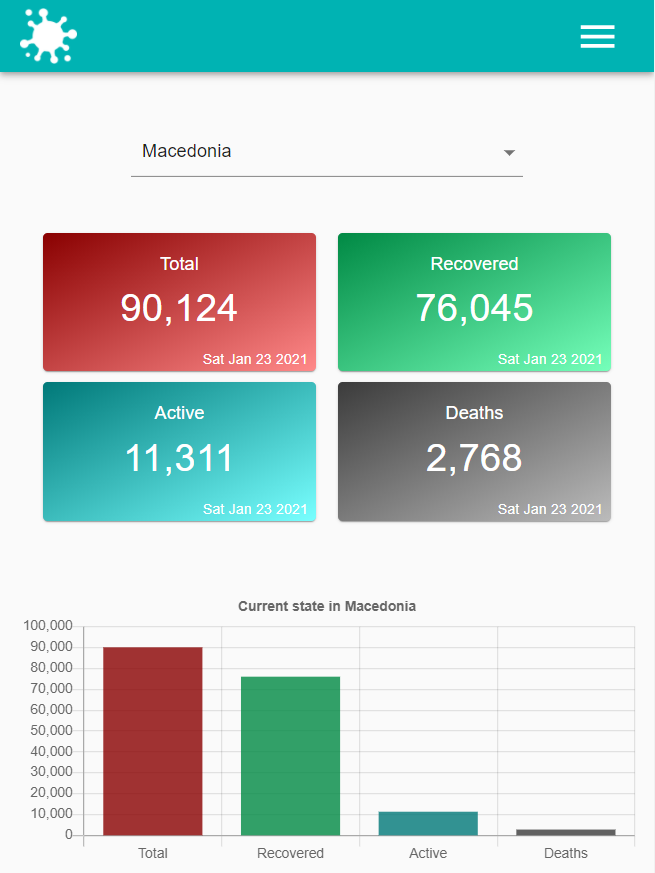 Macedonia
Total
90,124
Sat Jan 23 2021
Recovered
76,045
Sat Jan 23 2021
Active
11,311
Sat Jan 23 2021
Deaths
2,768
Sat Jan 23 2021
Current state in Macedonia
100,000
90,000
80,000
70,000
60,000
50,000
40,000
30,000
20,000
10,000
0
Total Recovered Active Deaths